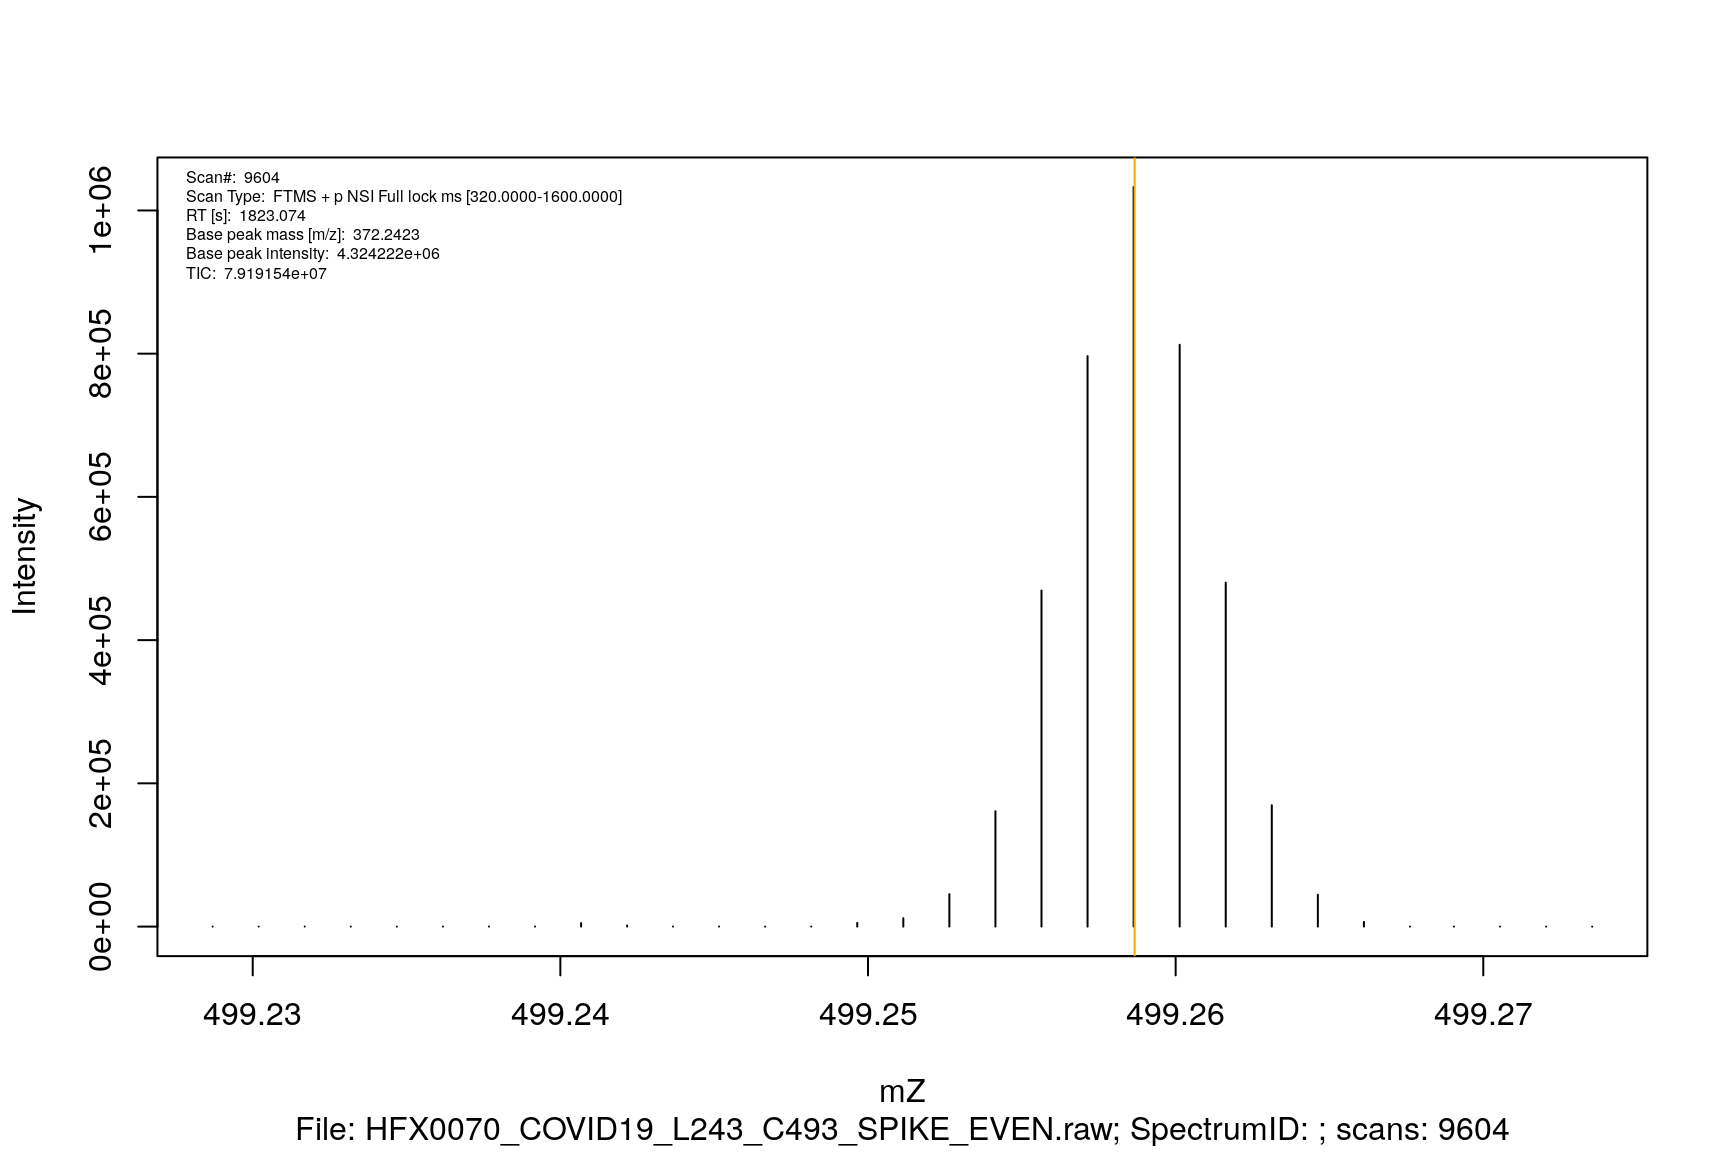 Scan#: 9604
Scan Type: FTMS + p NSI Full lock ms [320.0000-1600.0000]
RT [s]: 1823.074
Base peak mass [m/z]: 372.2423
Base peak intensity: 4.324222e+06
TIC: 7.919154e+07
1e+06
8e+05
6e+05
4e+05
2e+05
0e+00
Intensity
499.23 499.24 499.25 499.26 499.27
mZ
File: HFX0070_COVID19_L243_C493_SPIKE_EVEN.raw; SpectrumID: ; scans: 9604